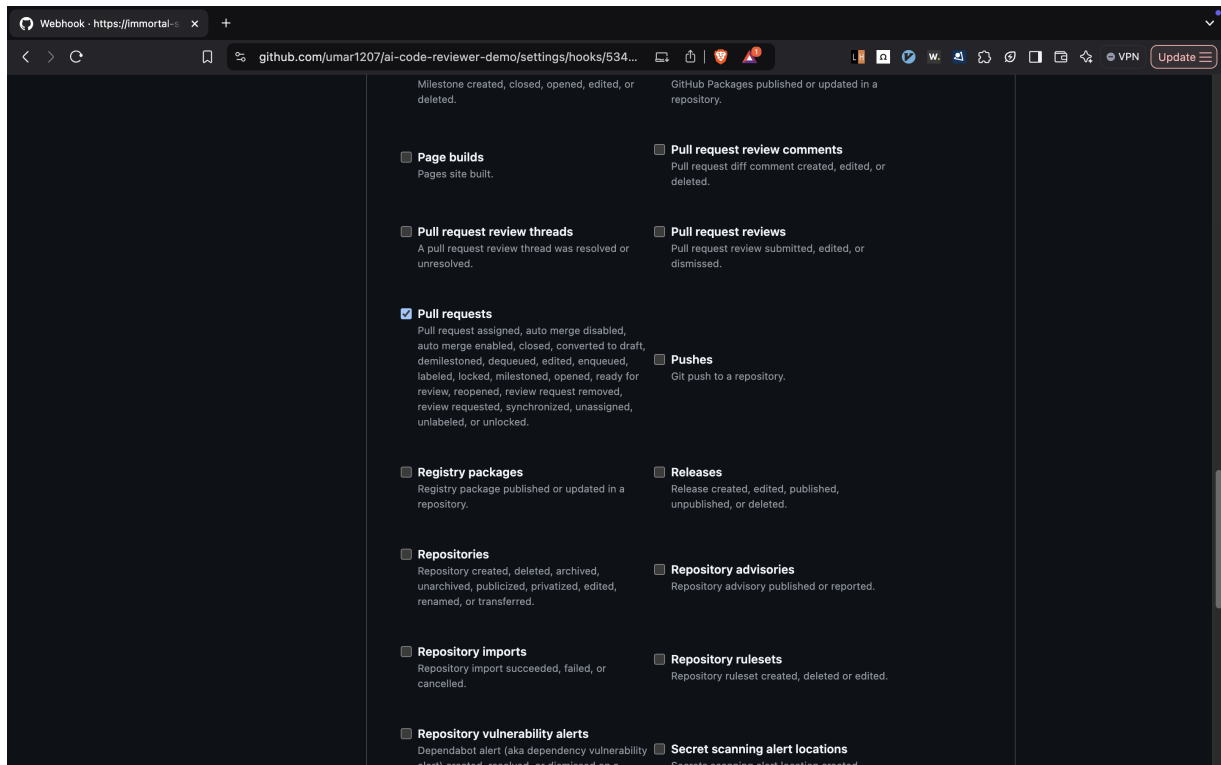 Webhook · https://immortal-s
github.com/umar1207/ai-code-reviewer-demo/settings/hooks/534...
1
L H
Ω
W.
VPN
Update
Milestone created, closed, opened, edited, or
deleted.
GitHub Packages published or updated in a
repository.
Page builds
Pages site built.
Pull request review comments
Pull request diff comment created, edited, or
deleted.
Pull request review threads
A pull request review thread was resolved or
unresolved.
Pull request reviews
Pull request review submitted, edited, or
dismissed.
Pull requests
Pull request assigned, auto merge disabled,
auto merge enabled, closed, converted to draft,
demilestoned, dequeued, edited, enqueued,
labeled, locked, milestoned, opened, ready for
review, reopened, review request removed,
review requested, synchronized, unassigned,
unlabeled, or unlocked.
Pushes
Git push to a repository.
Registry packages
Registry package published or updated in a
repository.
Releases
Release created, edited, published,
unpublished, or deleted.
Repositories
Repository created, deleted, archived,
unarchived, publicized, privatized, edited,
renamed, or transferred.
Repository advisories
Repository advisory published or reported.
Repository imports
Repository import succeeded, failed, or
cancelled.
Repository rulesets
Repository ruleset created, deleted or edited.
Repository vulnerability alerts
Dependabot alert (aka dependency vulnerability
Secret scanning alert locations